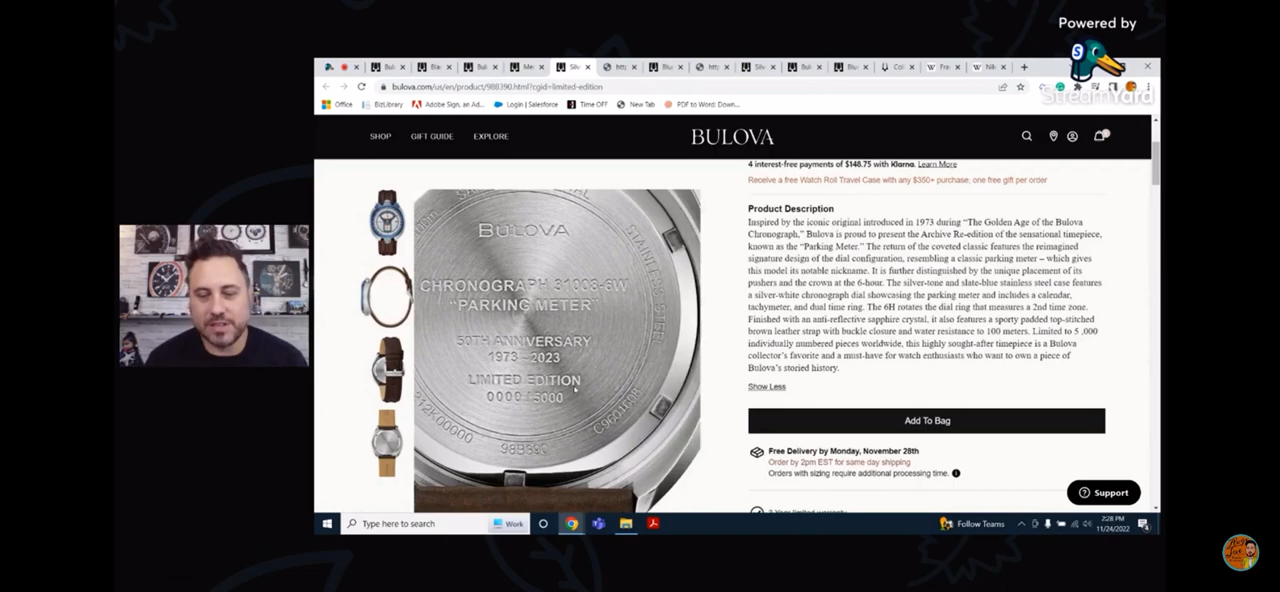 Powered by
StreamYard
bulova.com/us/en/product/98B390.html?cgid=limited-edition
Office
BizLibrary
Adobe Sign, an Ad...
Login | Salesforce
Time OFF
New Tab
PDF to Word: Down...
SHOP
GIFT GUIDE
EXPLORE
BULOVA
4 interest-free payments of $148.75 with Klarna. Learn More
Receive a free Watch Roll Travel Case with any $350+ purchase; one free gift per order
BULOVA
STAINLESS STEEL
CHRONOGRAPH 31008-6W
"PARKING METER"
50TH ANNIVERSARY
1973 - 2023
LIMITED EDITION
0000/5000
98B390
Product Description
Inspired by the iconic original introduced in 1973 during "The Golden Age of the Bulova
Chronograph," Bulova is proud to present the Archive Re-edition of the sensational timepiece,
known as the "Parking Meter." The return of the coveted classic features the reimagined
signature design of the dial configuration, resembling a classic parking meter – which gives
this model its notable nickname. It is further distinguished by the unique placement of its
pushers and the crown at the 6-hour. The silver-tone and slate-blue stainless steel case features
a silver-white chronograph dial showcasing the parking meter and includes a calendar,
tachymeter, and dual time ring. The 6H rotates the dial ring that measures a 2nd time zone.
Finished with an anti-reflective sapphire crystal, it also features a sporty padded top-stitched
brown leather strap with buckle closure and water resistance to 100 meters. Limited to 5 ,000
individually numbered pieces worldwide, this highly sought-after timepiece is a Bulova
collector's favorite and a must-have for watch enthusiasts who want to own a piece of
Bulova's storied history.
Show Less
Add To Bag
Free Delivery by Monday, November 28th
Order by 2pm EST for same day shipping
Orders with sizing require additional processing time.
Support
Type here to search
Work
Follow Teams
2:28 PM
11/24/2022